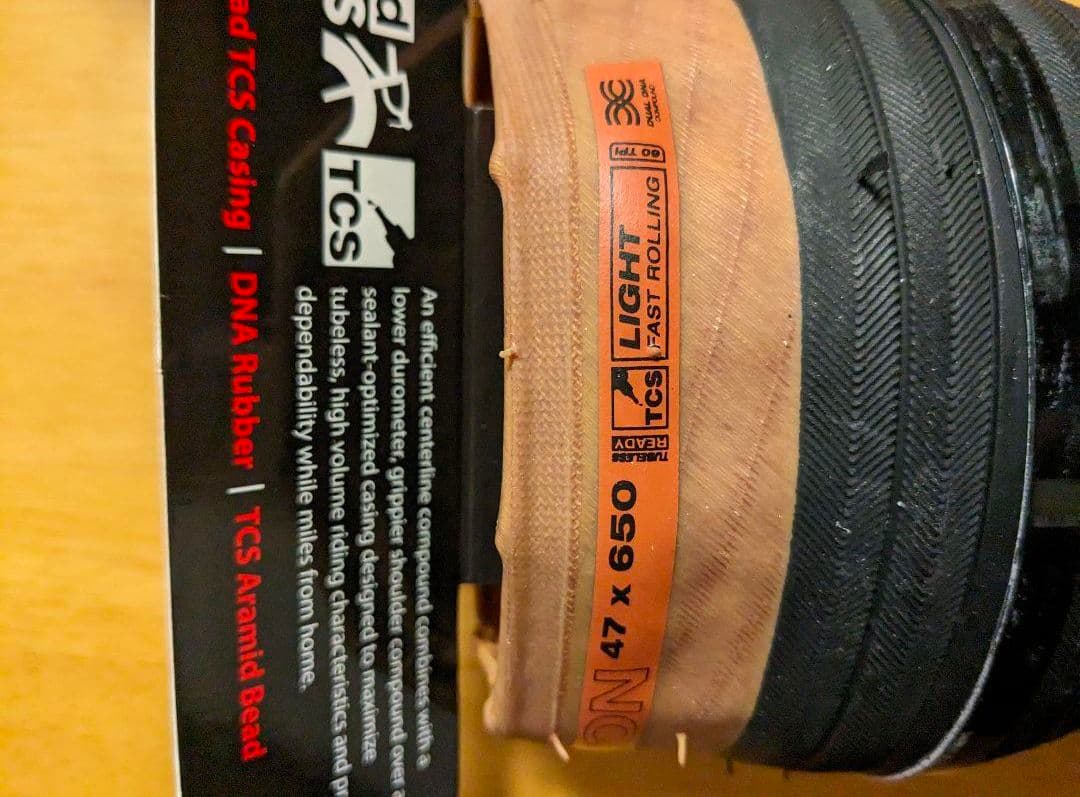 TCS
An efficient centerline compound combines with a
lower durometer, grippier shoulder compound over
sealant-optimized casing designed to maximize
tubeless, high volume riding characteristics and
dependability while miles from home.
TCS Casing | DNA Rubber | TCS Aramid Bead
47 x 650
TUBELESS
READY
TCS
LIGHT
FAST ROLLING
60 TPI
DUAL DNA
COMPOUND